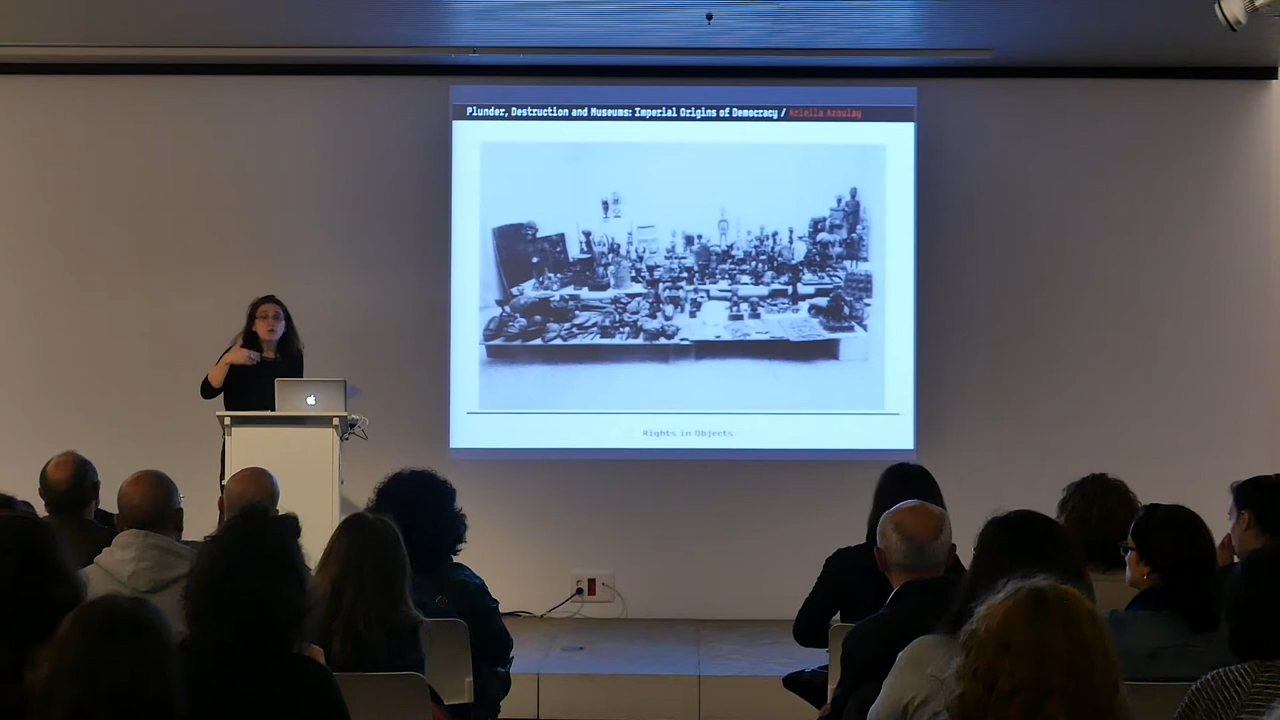 Plunder, Destruction and Museums: Imperial Origins of Democracy / Ariella Azoulay
Rights in Objects